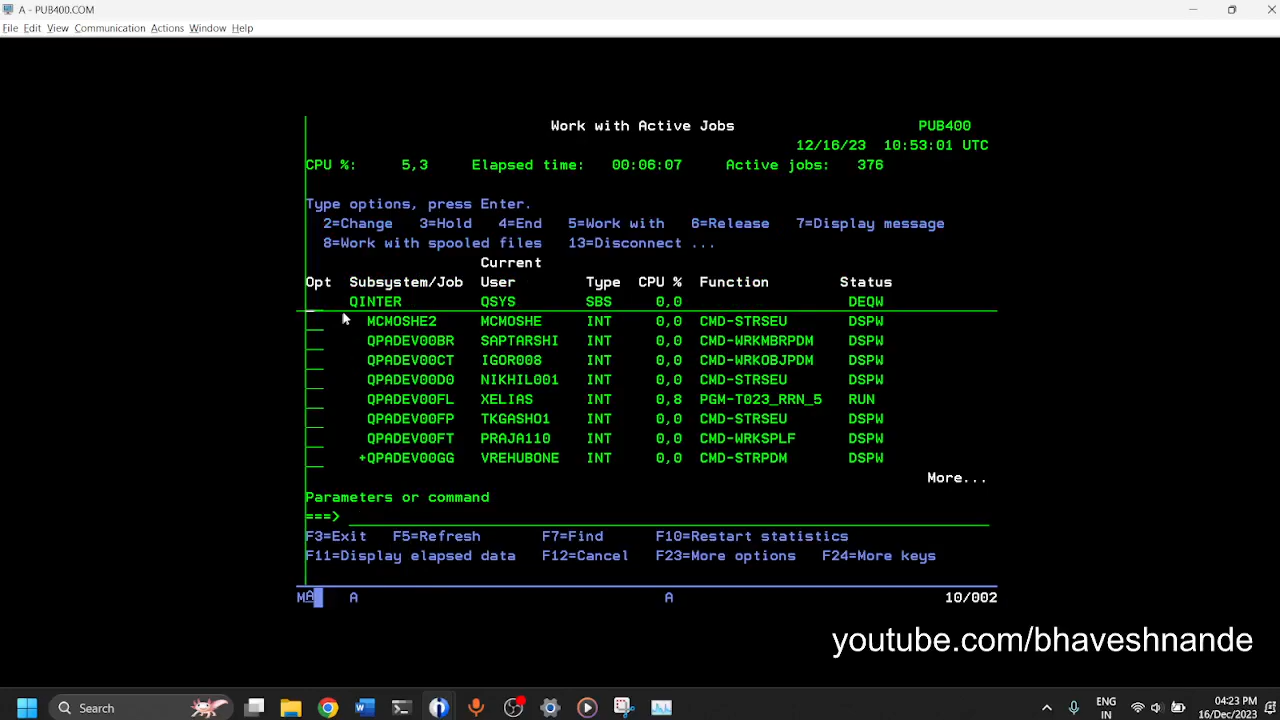 A - PUB400.COM
File Edit View Communication Actions Window Help
Work with Active Jobs PUB400
12/16/23 10:53:01 UTC
CPU %: 5,3 Elapsed time: 00:06:07 Active jobs: 376
Type options, press Enter.
2=Change 3=Hold 4=End 5=Work with 6=Release 7=Display message
8=Work with spooled files 13=Disconnect ...
Current
Opt Subsystem/Job User Type CPU % Function Status
QINTER QSYS SBS 0,0 DEQW
MCMOSHE2 MCMOSHE INT 0,0 CMD-STRSEU DSPW
QPADEV00BR SAPTARSHI INT 0,0 CMD-WRKMBRPDM DSPW
QPADEV00CT IGOR008 INT 0,0 CMD-WRKOBJPDM DSPW
QPADEV00D0 NIKHIL001 INT 0,0 CMD-STRSEU DSPW
QPADEV00FL XELIAS INT 0,8 PGM-T023_RRN_5 RUN
QPADEV00FP TKGASHO1 INT 0,0 CMD-STRSEU DSPW
QPADEV00FT PRAJA110 INT 0,0 CMD-WRKSPLF DSPW
+QPADEV00GG VREHUBONE INT 0,0 CMD-STRPDM DSPW
More...
Parameters or command
===>
F3=Exit F5=Refresh F7=Find F10=Restart statistics
F11=Display elapsed data F12=Cancel F23=More options F24=More keys
MA A A 10/002
youtube.com/bhaveshnande
Search ENG IN 04:23 PM 16/Dec/2023